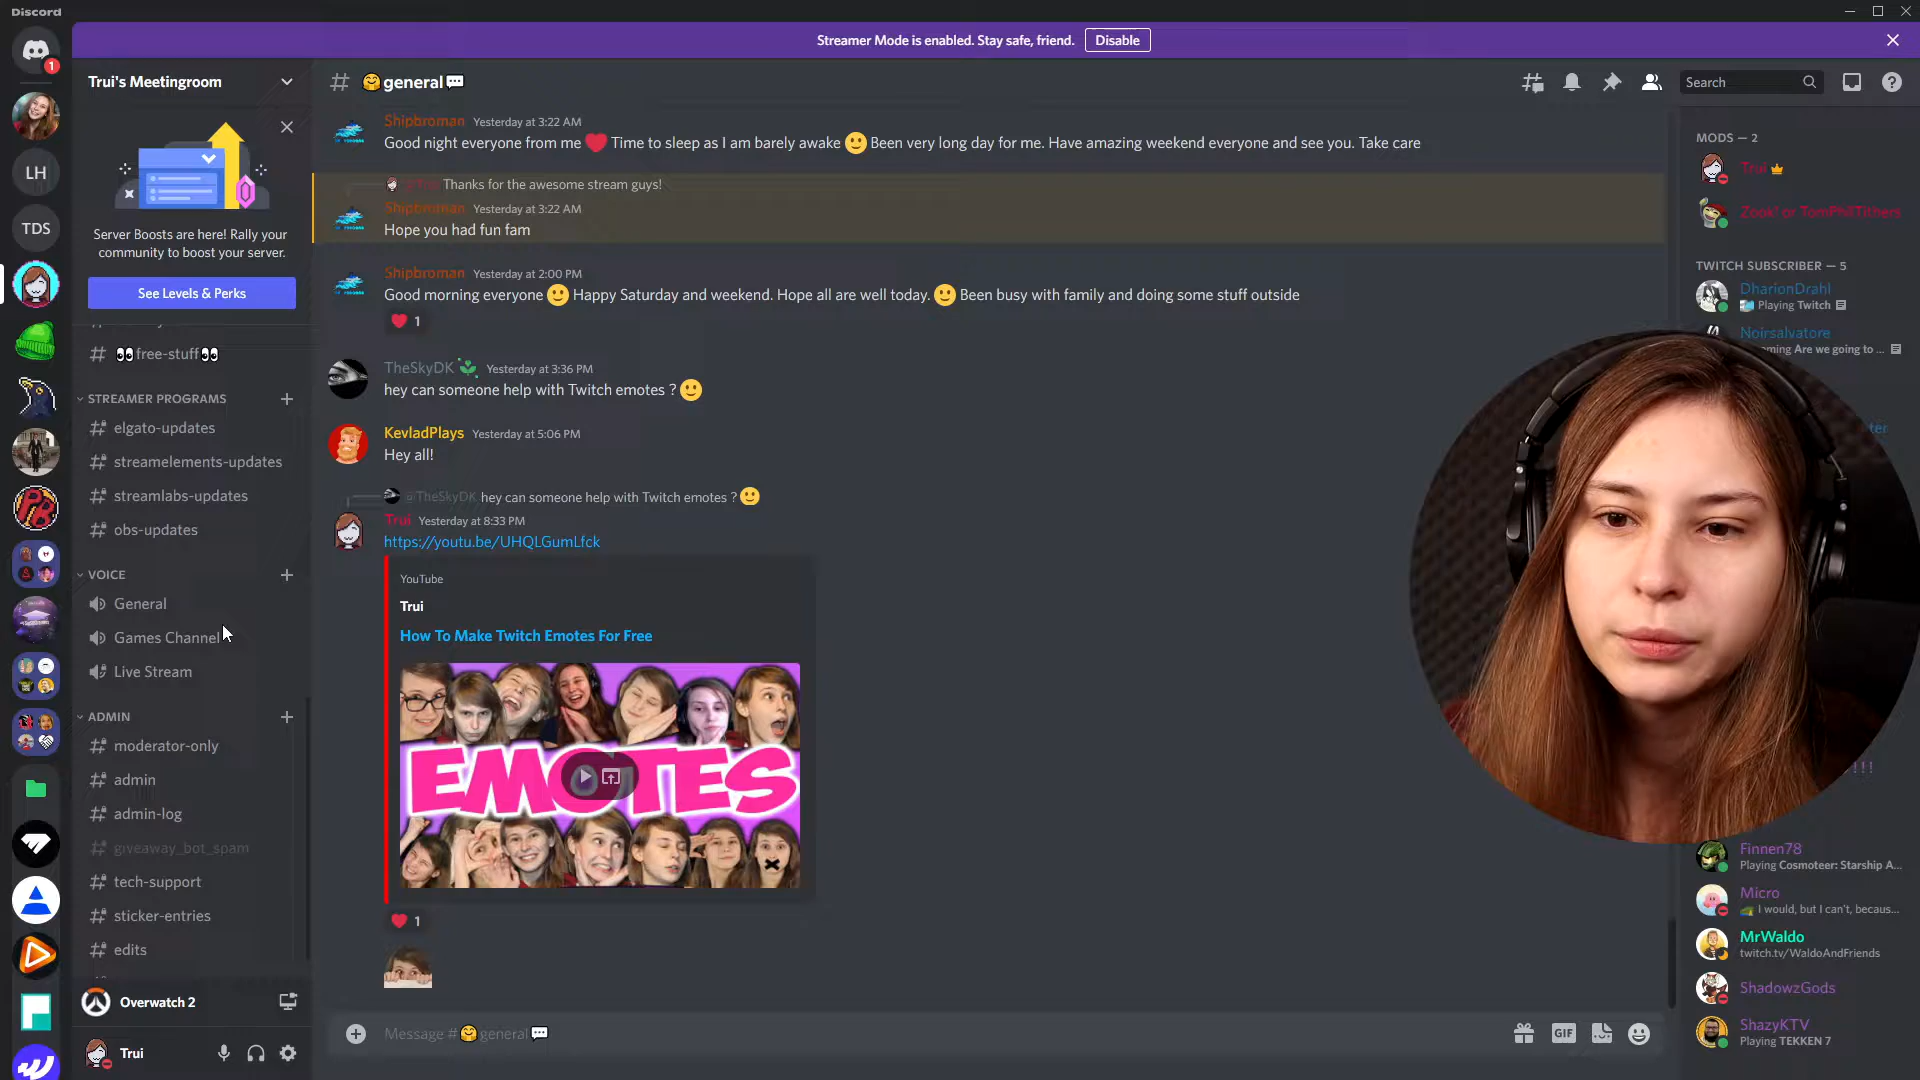 Discord
Streamer Mode is enabled. Stay safe, friend.
Disable
1
LH
TDS
Trui's Meetingroom
Server Boosts are here! Rally your
community to boost your server.
See Levels & Perks
free-stuff
STREAMER PROGRAMS
elgato-updates
streamelements-updates
streamlabs-updates
obs-updates
VOICE
General
Games Channel
Live Stream
ADMIN
moderator-only
admin
admin-log
giveaway_bot_spam
tech-support
sticker-entries
edits
Overwatch 2
Trui
# general
Search
Shipbroman Yesterday at 3:22 AM
Good night everyone from me ❤️ Time to sleep as I am barely awake 🙂 Been very long day for me. Have amazing weekend everyone and see you. Take care
Thanks for the awesome stream guys!
Shipbroman Yesterday at 3:22 AM
Hope you had fun fam
Shipbroman Yesterday at 2:00 PM
Good morning everyone 🙂 Happy Saturday and weekend. Hope all are well today. 🙂 Been busy with family and doing some stuff outside
❤️ 1
TheSkyDK Yesterday at 3:36 PM
hey can someone help with Twitch emotes ? 🙂
KevladPlays Yesterday at 5:06 PM
Hey all!
@TheSkyDK hey can someone help with Twitch emotes ? 🙂
Trui Yesterday at 8:33 PM
https://youtu.be/UHQLGumLfck
YouTube
Trui
How To Make Twitch Emotes For Free
EMOTES
❤️ 1
Message # general
GIF
MODS — 2
Trui
Zook! or TomPhilTithers
TWITCH SUBSCRIBER — 5
DharionDrahl
Playing Twitch
Noirsalvatore
Are we going to ...
Finnen78
Playing Cosmoteer: Starship A...
Micro
I would, but I can't, becaus...
MrWaldo
twitch.tv/WaldoAndFriends
ShadowzGods
ShazyKTV
Playing TEKKEN 7